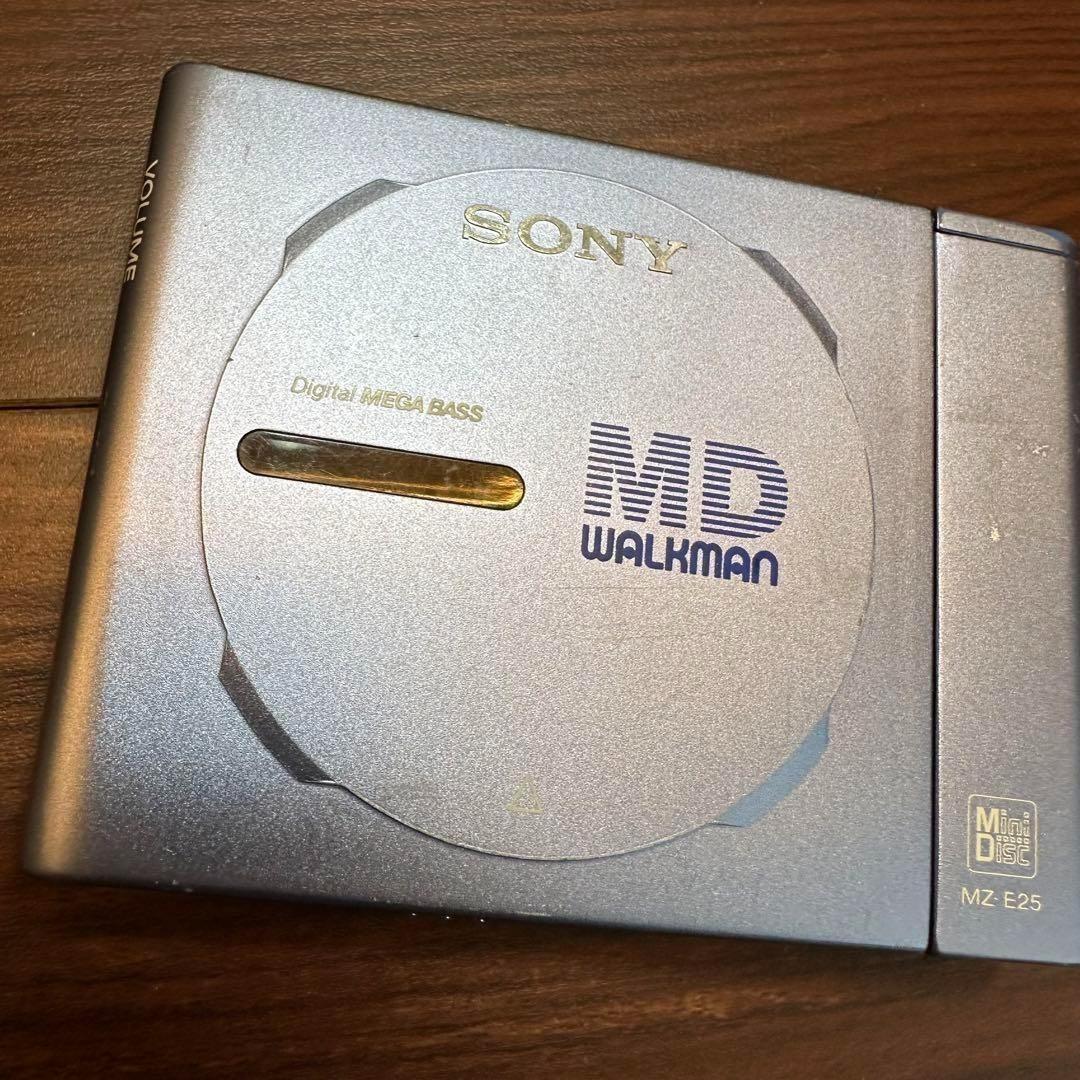 VOLUME
SONY
Digital MEGA BASS
MD
WALKMAN
Mini
Disc
MZ-E25